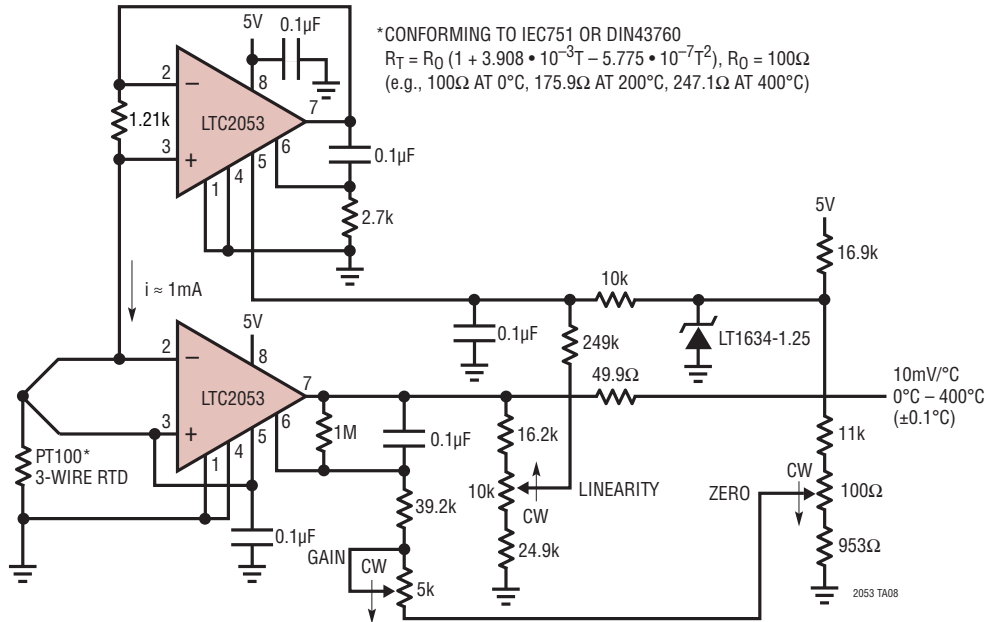 5V
0.1µF
*CONFORMING TO IEC751 OR DIN43760
R_T = R_O (1 + 3.908 • 10^–3T – 5.775 • 10^–7T^2), R_O = 100Ω
(e.g., 100Ω AT 0°C, 175.9Ω AT 200°C, 247.1Ω AT 400°C)
2
–
8
1.21k
LTC2053
7
3
+
6
5
4
1
0.1µF
2.7k
5V
16.9k
i ≈ 1mA
10k
0.1µF
249k
LT1634-1.25
5V
2
–
8
LTC2053
7
3
+
6
5
4
1
49.9Ω
10mV/°C
0°C – 400°C
(±0.1°C)
1M
0.1µF
16.2k
11k
PT100*
3-WIRE RTD
10k
LINEARITY
CW
39.2k
24.9k
ZERO
CW
100Ω
953Ω
0.1µF
GAIN
CW
5k
2053 TA08